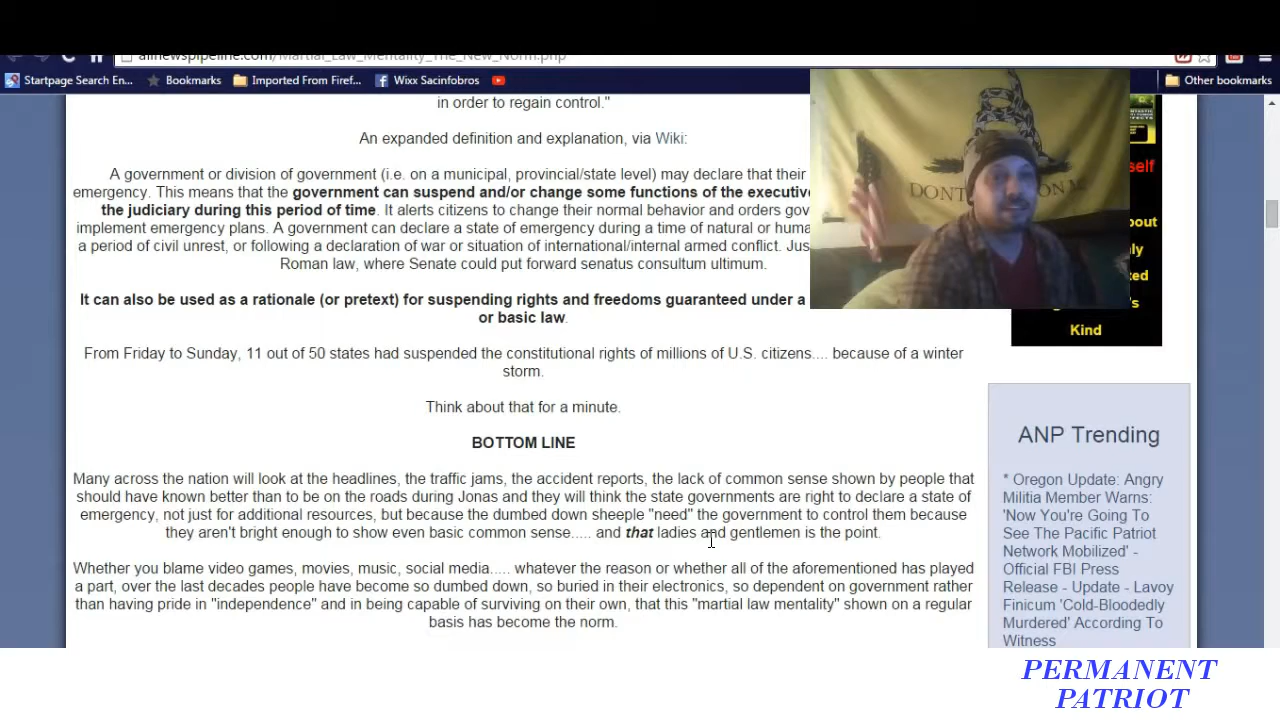 allnewspipeline.com/Martial_Law_Mentality_The_New_Norm.php
Startpage Search En...
Bookmarks
Imported From Firef...
Wixx Sacinfobros
Other bookmarks
in order to regain control."
An expanded definition and explanation, via Wiki:
A government or division of government (i.e. on a municipal, provincial/state level) may declare that their
emergency. This means that the government can suspend and/or change some functions of the executive
the judiciary during this period of time. It alerts citizens to change their normal behavior and orders gov
implement emergency plans. A government can declare a state of emergency during a time of natural or huma
a period of civil unrest, or following a declaration of war or situation of international/internal armed conflict. Jus
Roman law, where Senate could put forward senatus consultum ultimum.
It can also be used as a rationale (or pretext) for suspending rights and freedoms guaranteed under a
or basic law.
From Friday to Sunday, 11 out of 50 states had suspended the constitutional rights of millions of U.S. citizens.... because of a winter
storm.
Think about that for a minute.
BOTTOM LINE
Many across the nation will look at the headlines, the traffic jams, the accident reports, the lack of common sense shown by people that
should have known better than to be on the roads during Jonas and they will think the state governments are right to declare a state of
emergency, not just for additional resources, but because the dumbed down sheeple "need" the government to control them because
they aren't bright enough to show even basic common sense..... and that ladies and gentlemen is the point.
Whether you blame video games, movies, music, social media..... whatever the reason or whether all of the aforementioned has played
a part, over the last decades people have become so dumbed down, so buried in their electronics, so dependent on government rather
than having pride in "independence" and in being capable of surviving on their own, that this "martial law mentality" shown on a regular
basis has become the norm.
DONT ON M
self
out
ly
ed
's
Kind
ANP Trending
* Oregon Update: Angry
Militia Member Warns:
'Now You're Going To
See The Pacific Patriot
Network Mobilized' -
Official FBI Press
Release - Update - Lavoy
Finicum 'Cold-Bloodedly
Murdered' According To
Witness
PERMANENT
PATRIOT